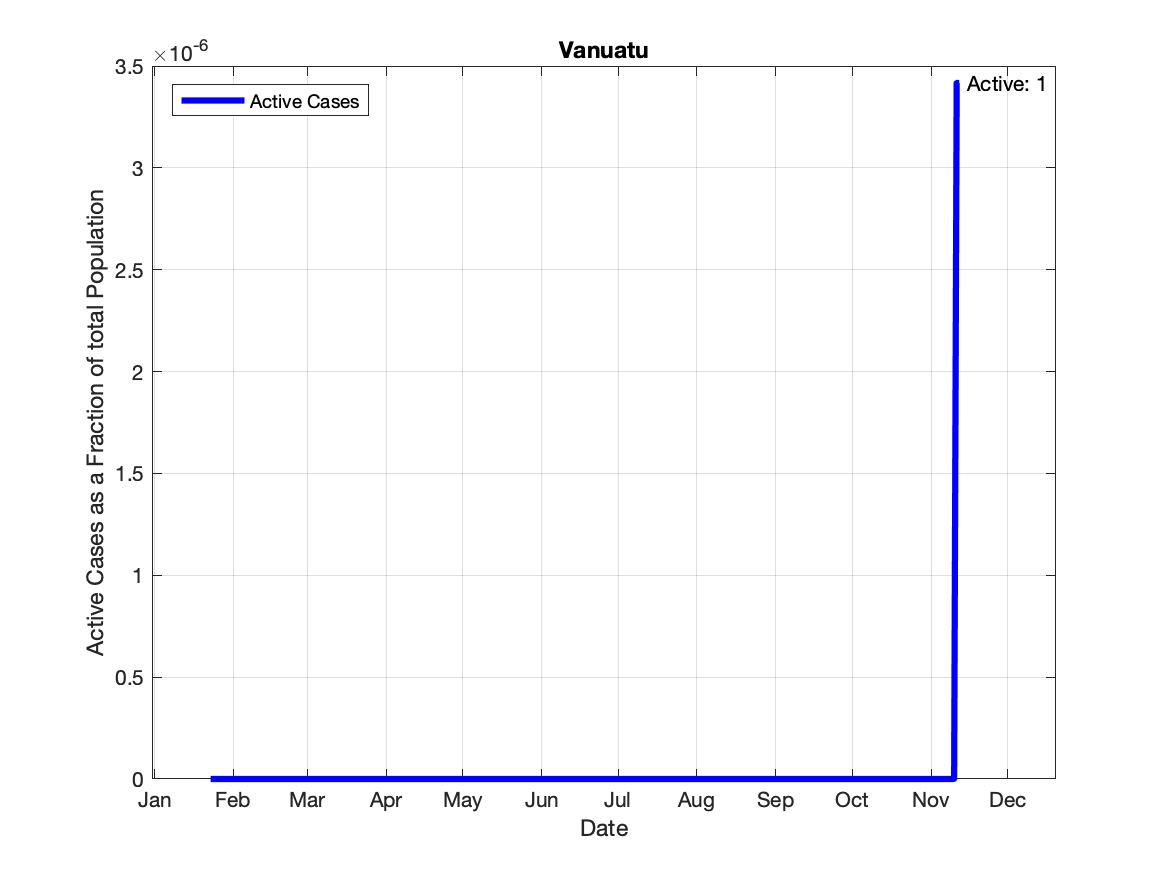 Vanuatu
×10-6
3.5
3
2.5
2
1.5
1
0.5
0
Active Cases as a Fraction of total Population
Active Cases
Active: 1
Jan Feb Mar Apr May Jun Jul Aug Sep Oct Nov Dec
Date